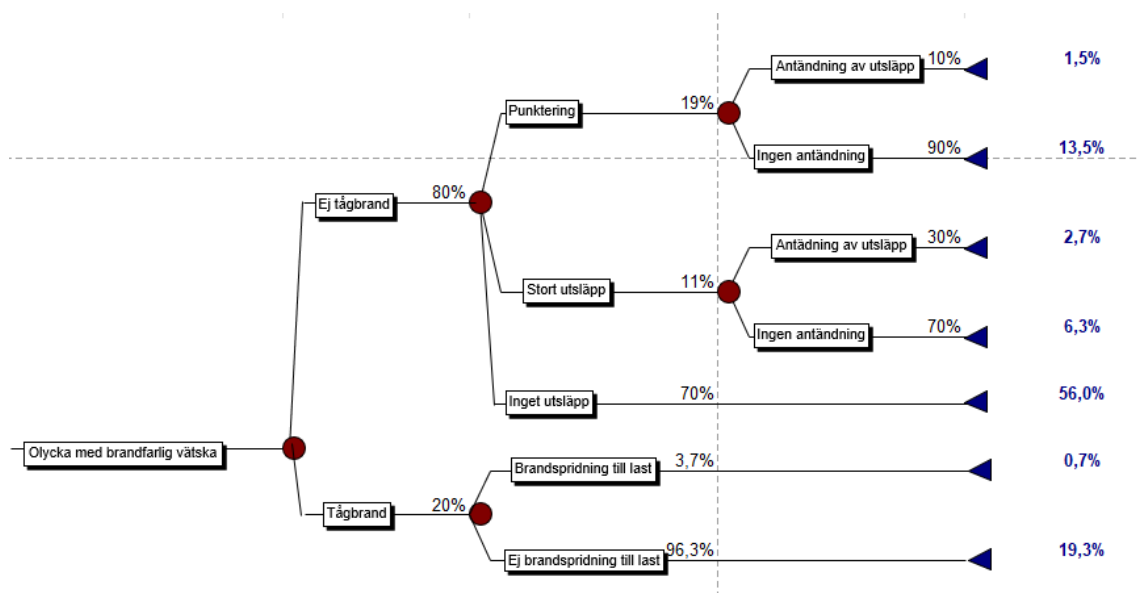 Antändning av utsläpp 10% 1,5%
Punktering 19%
Ingen antändning 90% 13,5%
Ej tågbrand 80%
Antädning av utsläpp 30% 2,7%
Stort utsläpp 11%
Ingen antändning 70% 6,3%
Inget utsläpp 70% 56,0%
Olycka med brandfarlig vätska
Brandspridning till last 3,7% 0,7%
Tågbrand 20%
Ej brandspridning till last 96,3% 19,3%